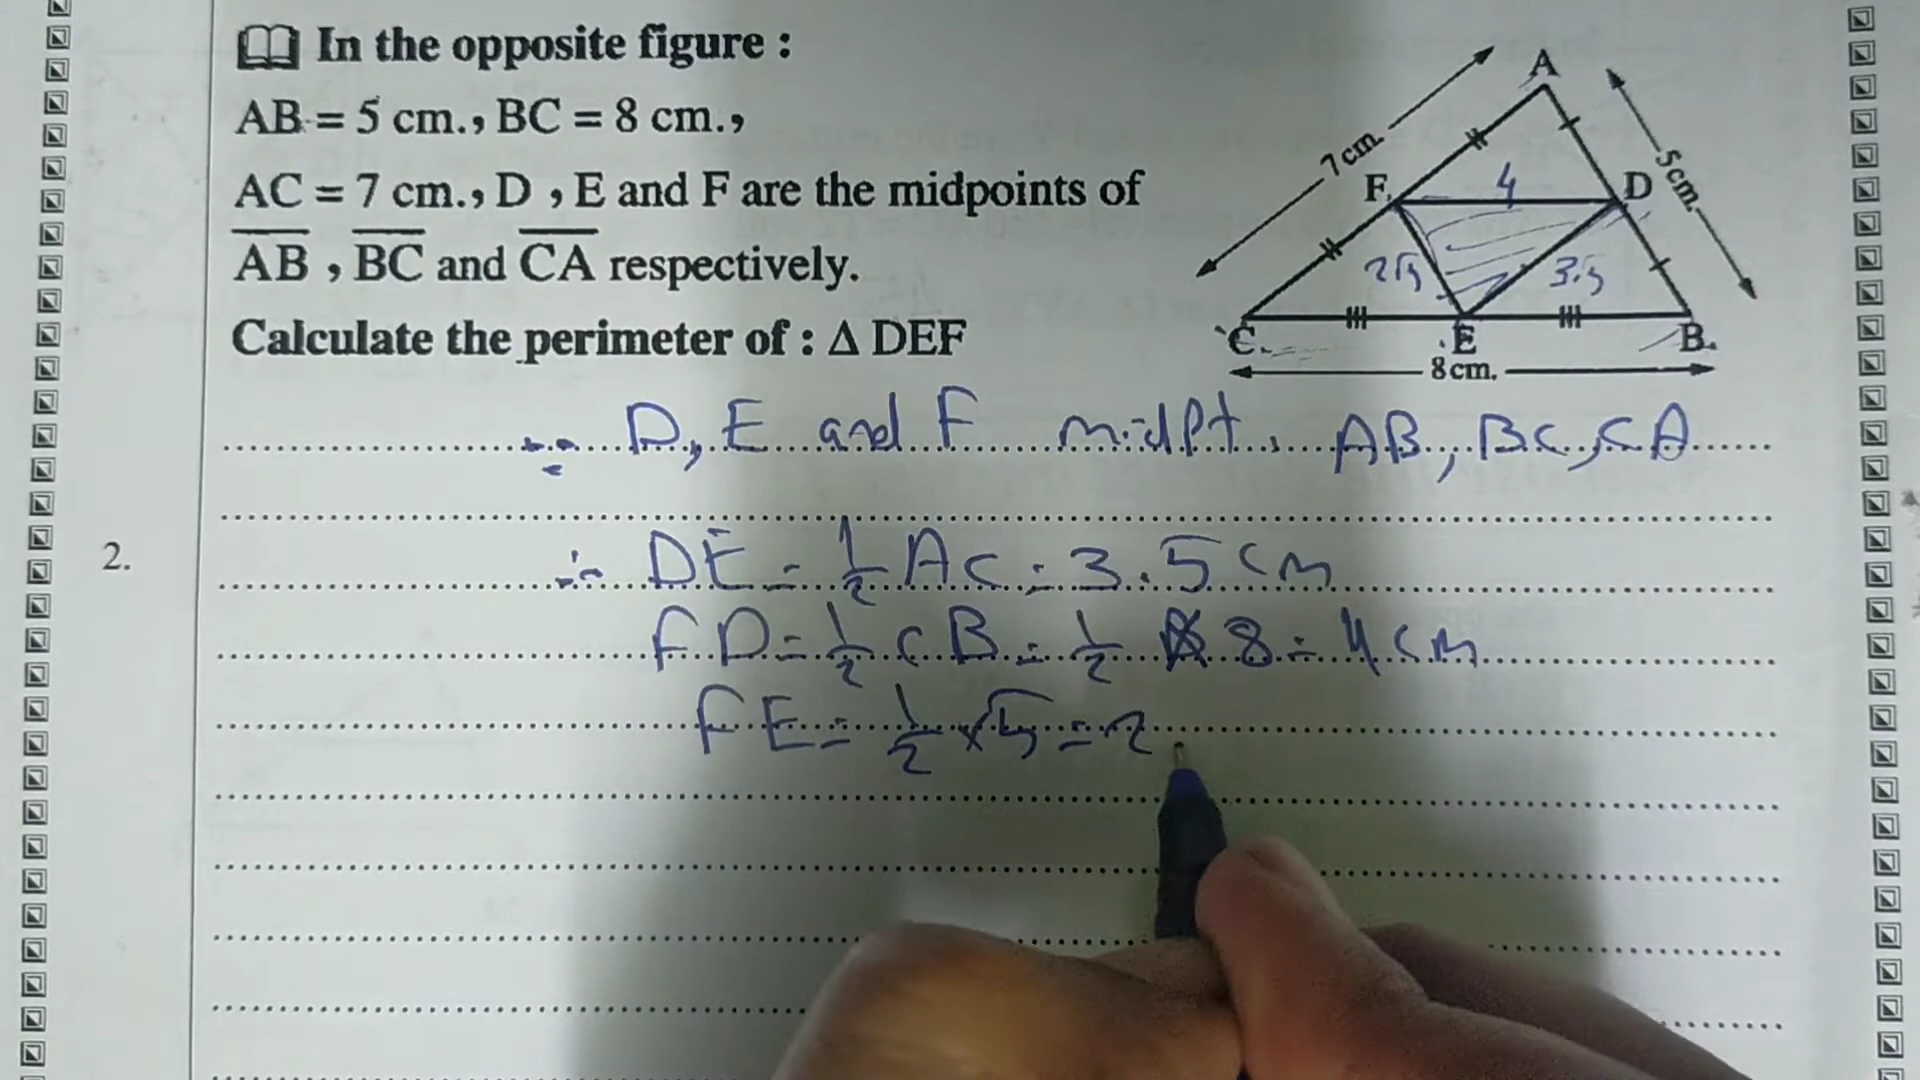 In the opposite figure :
AB = 5 cm. , BC = 8 cm. ,
AC = 7 cm. , D , E and F are the midpoints of
AB , BC and CA respectively.
Calculate the perimeter of : Δ DEF
A
7 cm.
5 cm.
F
4
D
2.5
3.5
C
E
B
8 cm.
∵ D, E and F midpt, AB, BC, CA
2.
∴ DE = 1/2 AC = 3.5 cm
FD = 1/2 CB = 1/2 × 8 = 4 cm
FE = 1/2 × 5 = 2